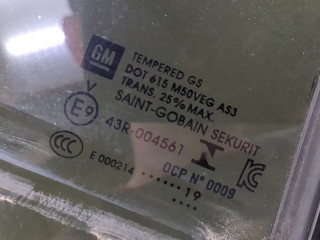 GM
TEMPERED GS
DOT 615 M50VEG AS3
TRANS. 25% MAX.
SAINT-GOBAIN SEKURIT
V
E9
43R-004561
CCC
E 000214
OCP N° 0009
19